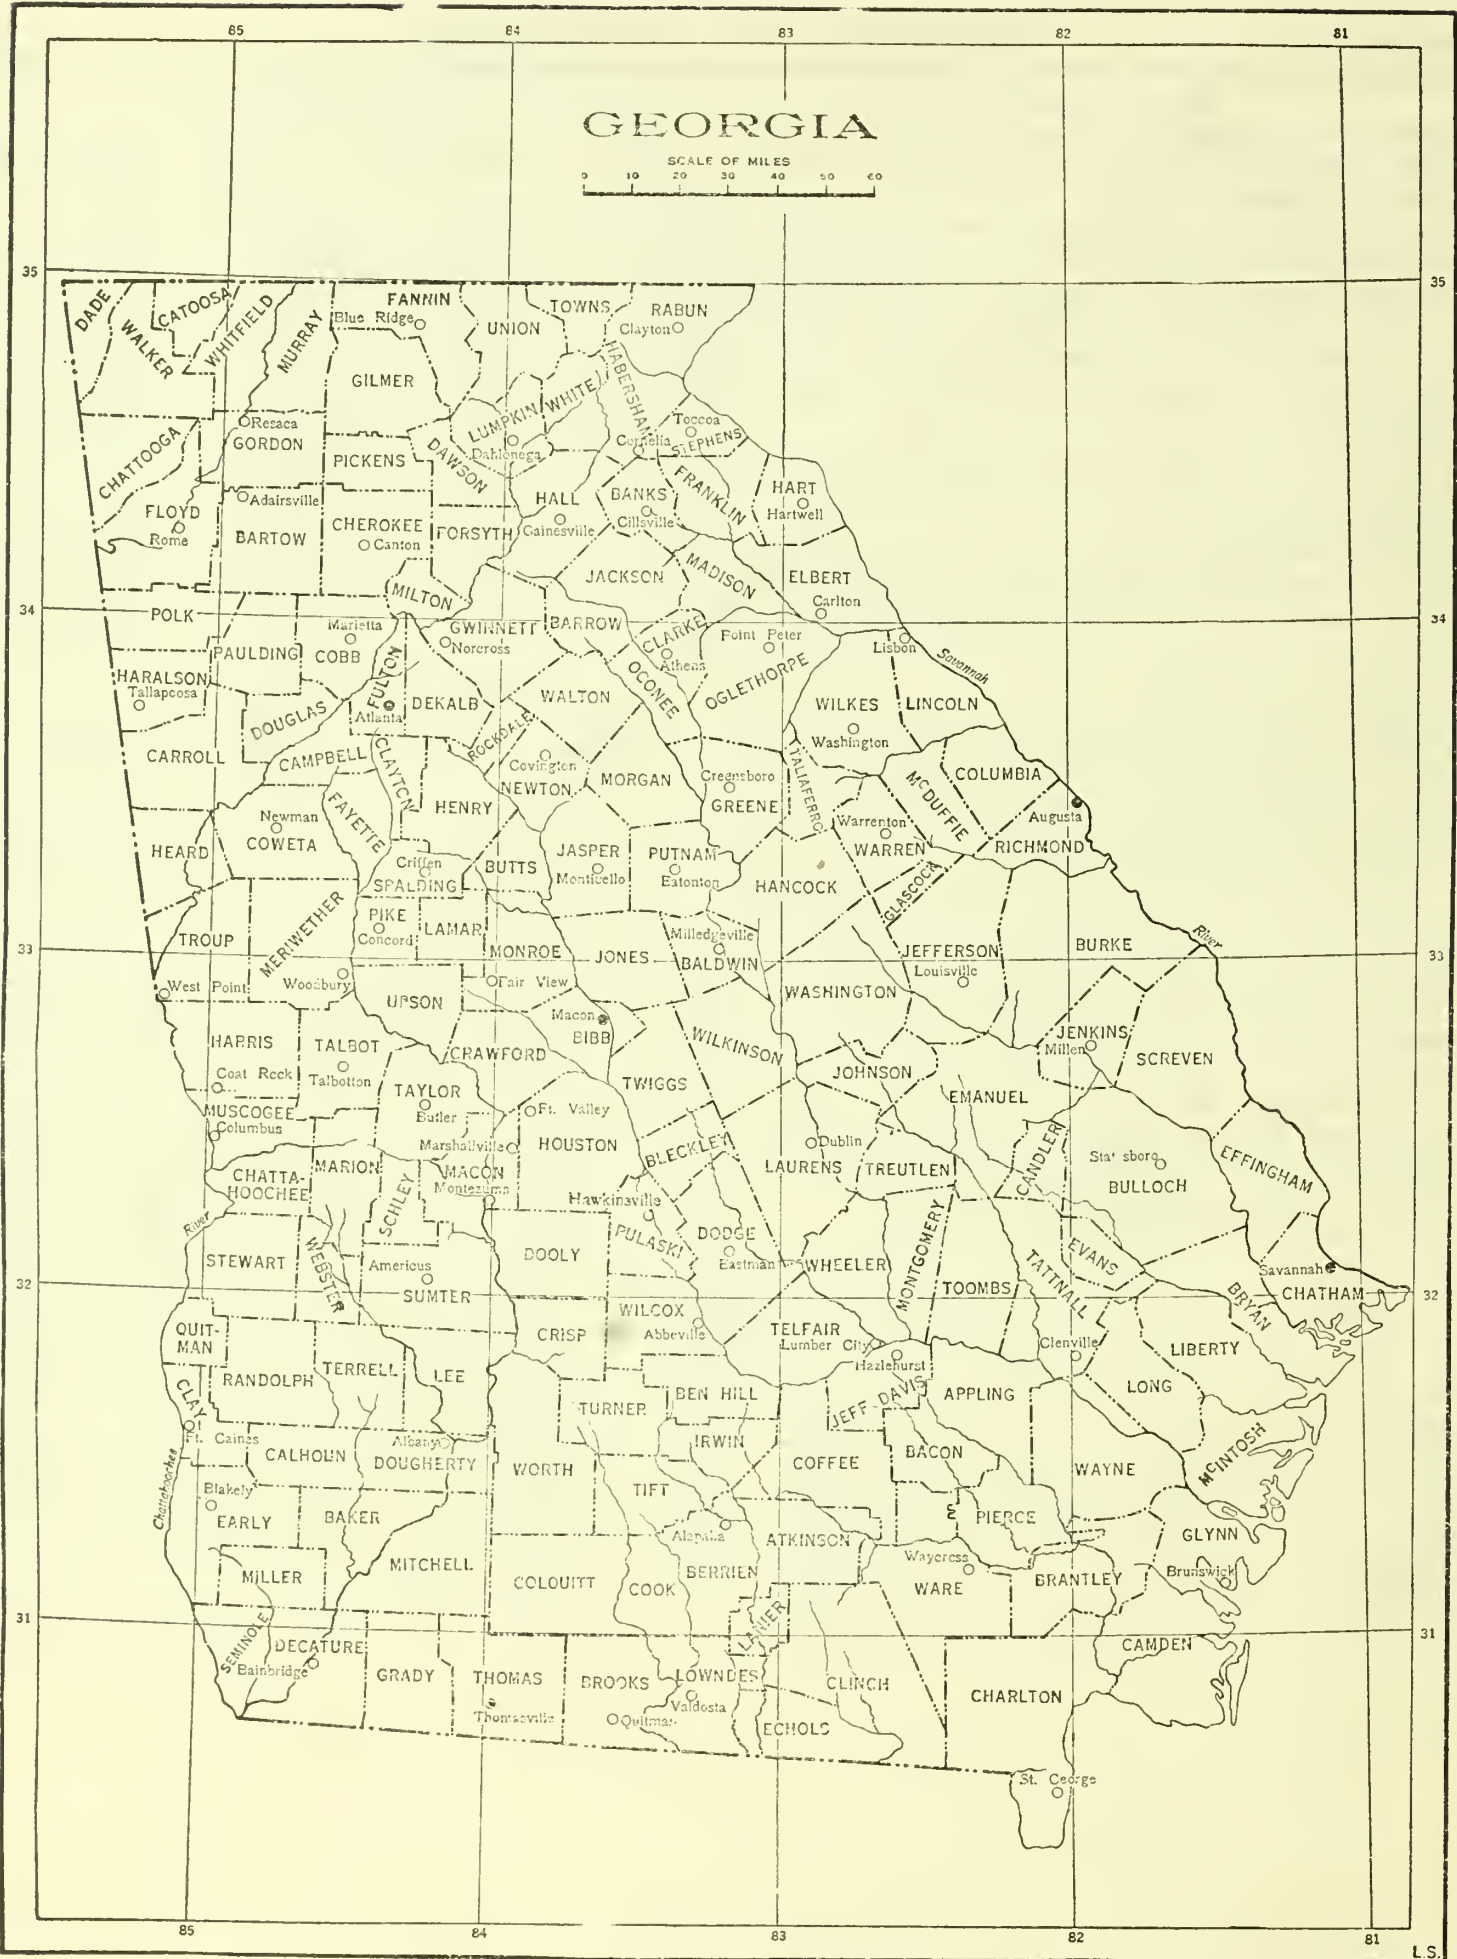 85 84 83 82 81
GEORGIA
SCALE OF MILES
0 10 20 30 40 50 60
35 35
DADE
WALKER
CATOOSA
WHITFIELD
MURRAY
FANNIN
Blue Ridge
UNION
TOWNS
RABUN
Clayton
GILMER
HABERSHAM
LUMPKIN
WHITE
Dahlonega
Toccoa
STEPHENS
Cornelia
CHATTOOGA
Resaca
GORDON
PICKENS
DAWSON
FLOYD
Rome
Adairsville
BARTOW
CHEROKEE
Canton
FORSYTH
HALL
Gainesville
BANKS
Cillsville
FRANKLIN
HART
Hartwell
JACKSON
MADISON
ELBERT
Carlton
34 34
POLK
MILTON
Marietta
COBB
PAULDING
GWINNETT
Norcross
BARROW
CLARKE
Athens
Point Peter
Lisbon
Savannah
HARALSON
Tallapoosa
DOUGLAS
FULTON
Atlanta
DEKALB
WALTON
OCONEE
OGLETHORPE
WILKES
Washington
LINCOLN
CARROLL
CAMPBELL
CLAYTON
ROCKDALE
Covington
NEWTON
MORGAN
Greensboro
GREENE
TALIAFERRO
McDUFFIE
COLUMBIA
Augusta
HENRY
FAYETTE
Newman
COWETA
HEARD
Griffen
SPALDING
BUTTS
JASPER
Monticello
PUTNAM
Eatonton
HANCOCK
Warrenton
WARREN
GLASCOCK
RICHMOND
TROUP
MERIWETHER
PIKE
Concord
LAMAR
MONROE
JONES
Milledgeville
BALDWIN
JEFFERSON
Louisville
BURKE
River
33 33
West Point
Woodbury
UPSON
Fair View
Macon
BIBB
WASHINGTON
HARRIS
TALBOT
Talbotton
CRAWFORD
WILKINSON
JOHNSON
JENKINS
Millen
SCREVEN
Coat Rock
MUSCOGEE
Columbus
TAYLOR
Butler
Ft. Valley
TWIGGS
EMANUEL
CHATTA-
HOOCHEE
MARION
Marshallville
MACON
Montezuma
HOUSTON
BLECKLEY
Dublin
LAURENS
TREUTLEN
CANDLER
BULLOCH
EFFINGHAM
River
STEWART
WEBSTER
SCHLEY
Americus
SUMTER
DOOLY
Hawkinsville
PULASKI
DODGE
Eastman
WHEELER
MONTGOMERY
TOOMBS
TATTNALL
EVANS
BRYAN
Savannah
CHATHAM
32 32
QUIT-
MAN
CRISP
WILCOX
Abbeville
TELFAIR
Lumber City
Hazlehurst
Glenville
LIBERTY
CLAY
RANDOLPH
TERRELL
LEE
TURNER
BEN HILL
JEFF DAVIS
APPLING
LONG
Ft. Gaines
CALHOUN
Albany
DOUGHERTY
WORTH
IRWIN
COFFEE
BACON
WAYNE
McINTOSH
Chattahoochee
Blakely
EARLY
BAKER
TIFT
PIERCE
GLYNN
MILLER
MITCHELL
COLQUITT
COOK
Alapaha
BERRIEN
ATKINSON
Waycross
WARE
BRANTLEY
Brunswick
31 31
SEMINOLE
DECATURE
Bainbridge
GRADY
THOMAS
Thomasville
BROOKS
Quitman
LOWNDES
Valdosta
LANIER
CLINCH
ECHOLS
CHARLTON
CAMDEN
St. George
85 84 83 82 81
L.S.